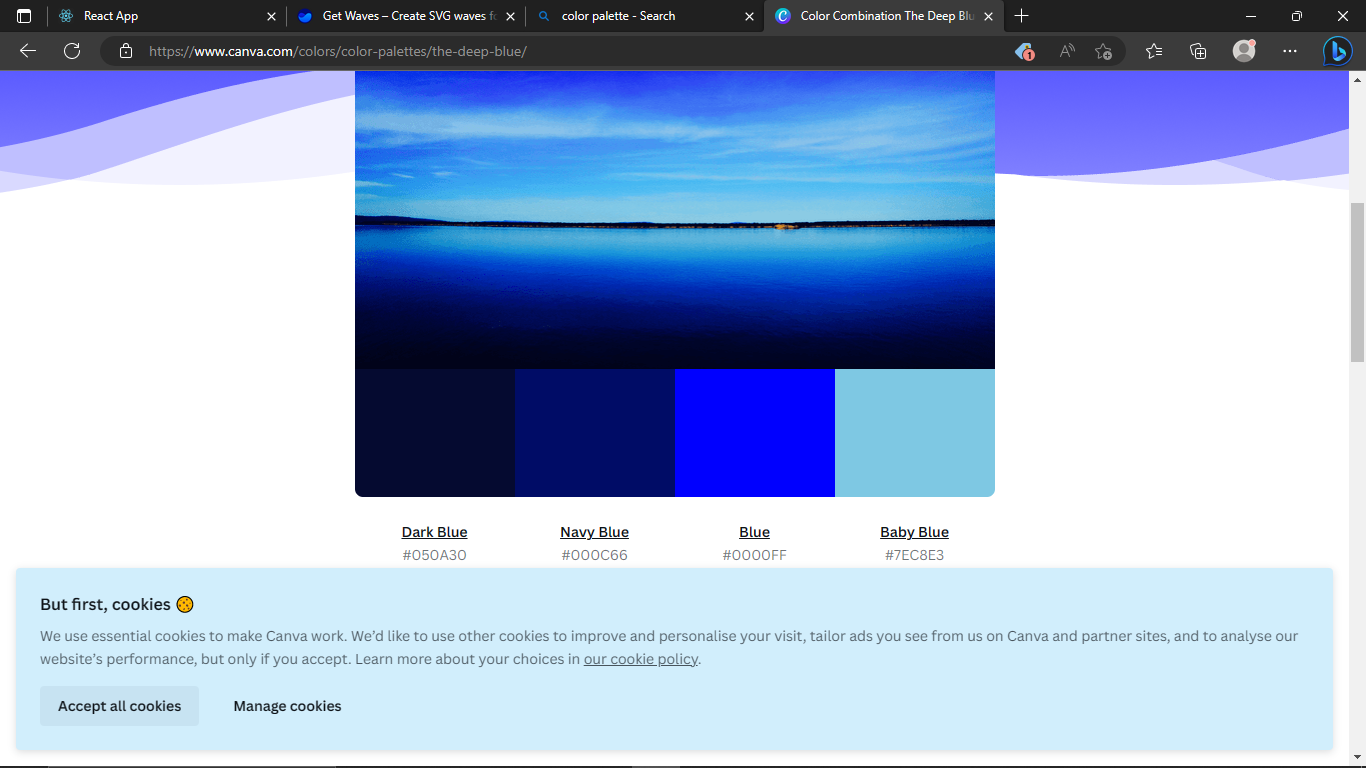 React App
Get Waves – Create SVG waves fo
color palette - Search
Color Combination The Deep Blu
https://www.canva.com/colors/color-palettes/the-deep-blue/
1
Dark Blue
Navy Blue
Blue
Baby Blue
#050A30
#000C66
#0000FF
#7EC8E3
But first, cookies
We use essential cookies to make Canva work. We’d like to use other cookies to improve and personalise your visit, tailor ads you see from us on Canva and partner sites, and to analyse our
website’s performance, but only if you accept. Learn more about your choices in our cookie policy.
Accept all cookies
Manage cookies